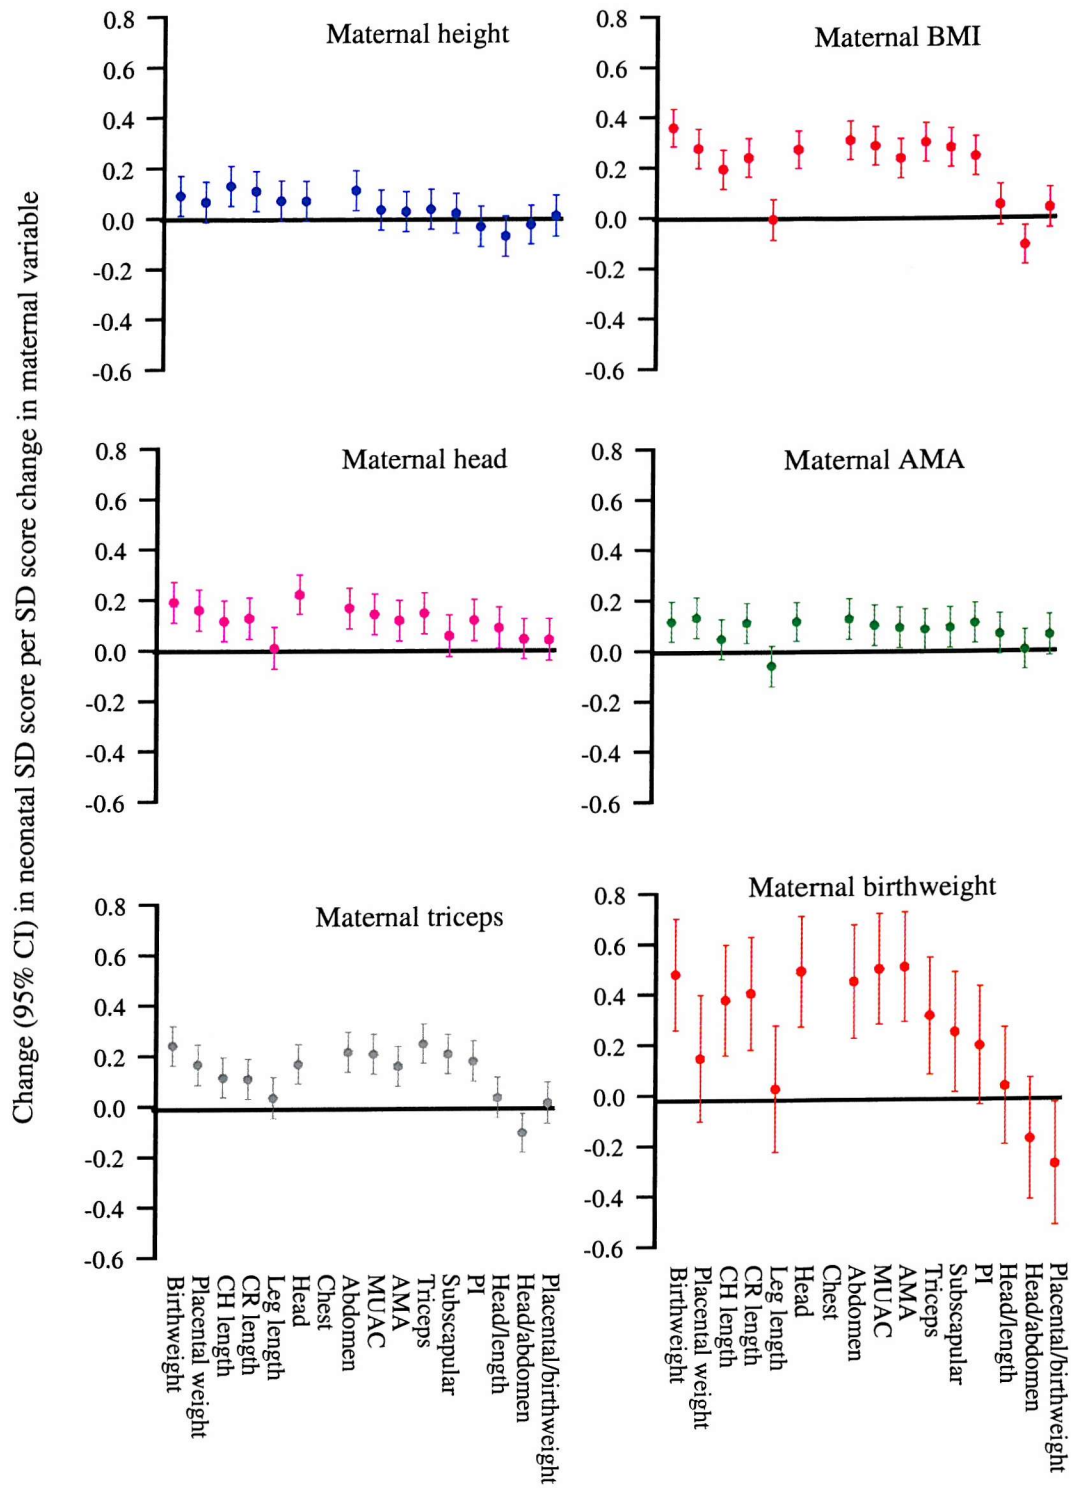 Change (95% CI) in neonatal SD score per SD score change in maternal variable
Maternal height
0.8
0.6
0.4
0.2
0.0
-0.2
-0.4
-0.6
Maternal BMI
0.8
0.6
0.4
0.2
0.0
-0.2
-0.4
-0.6
Maternal head
0.8
0.6
0.4
0.2
0.0
-0.2
-0.4
-0.6
Maternal AMA
0.8
0.6
0.4
0.2
0.0
-0.2
-0.4
-0.6
Maternal triceps
0.8
0.6
0.4
0.2
0.0
-0.2
-0.4
-0.6
Birthweight
Placental weight
CH length
CR length
Leg length
Head
Chest
Abdomen
MUAC
AMA
Triceps
Subscapular
PI
Head/length
Head/abdomen
Placental/birthweight
Maternal birthweight
0.8
0.6
0.4
0.2
0.0
-0.2
-0.4
-0.6
Birthweight
Placental weight
CH length
CR length
Leg length
Head
Chest
Abdomen
MUAC
AMA
Triceps
Subscapular
PI
Head/length
Head/abdomen
Placental/birthweight